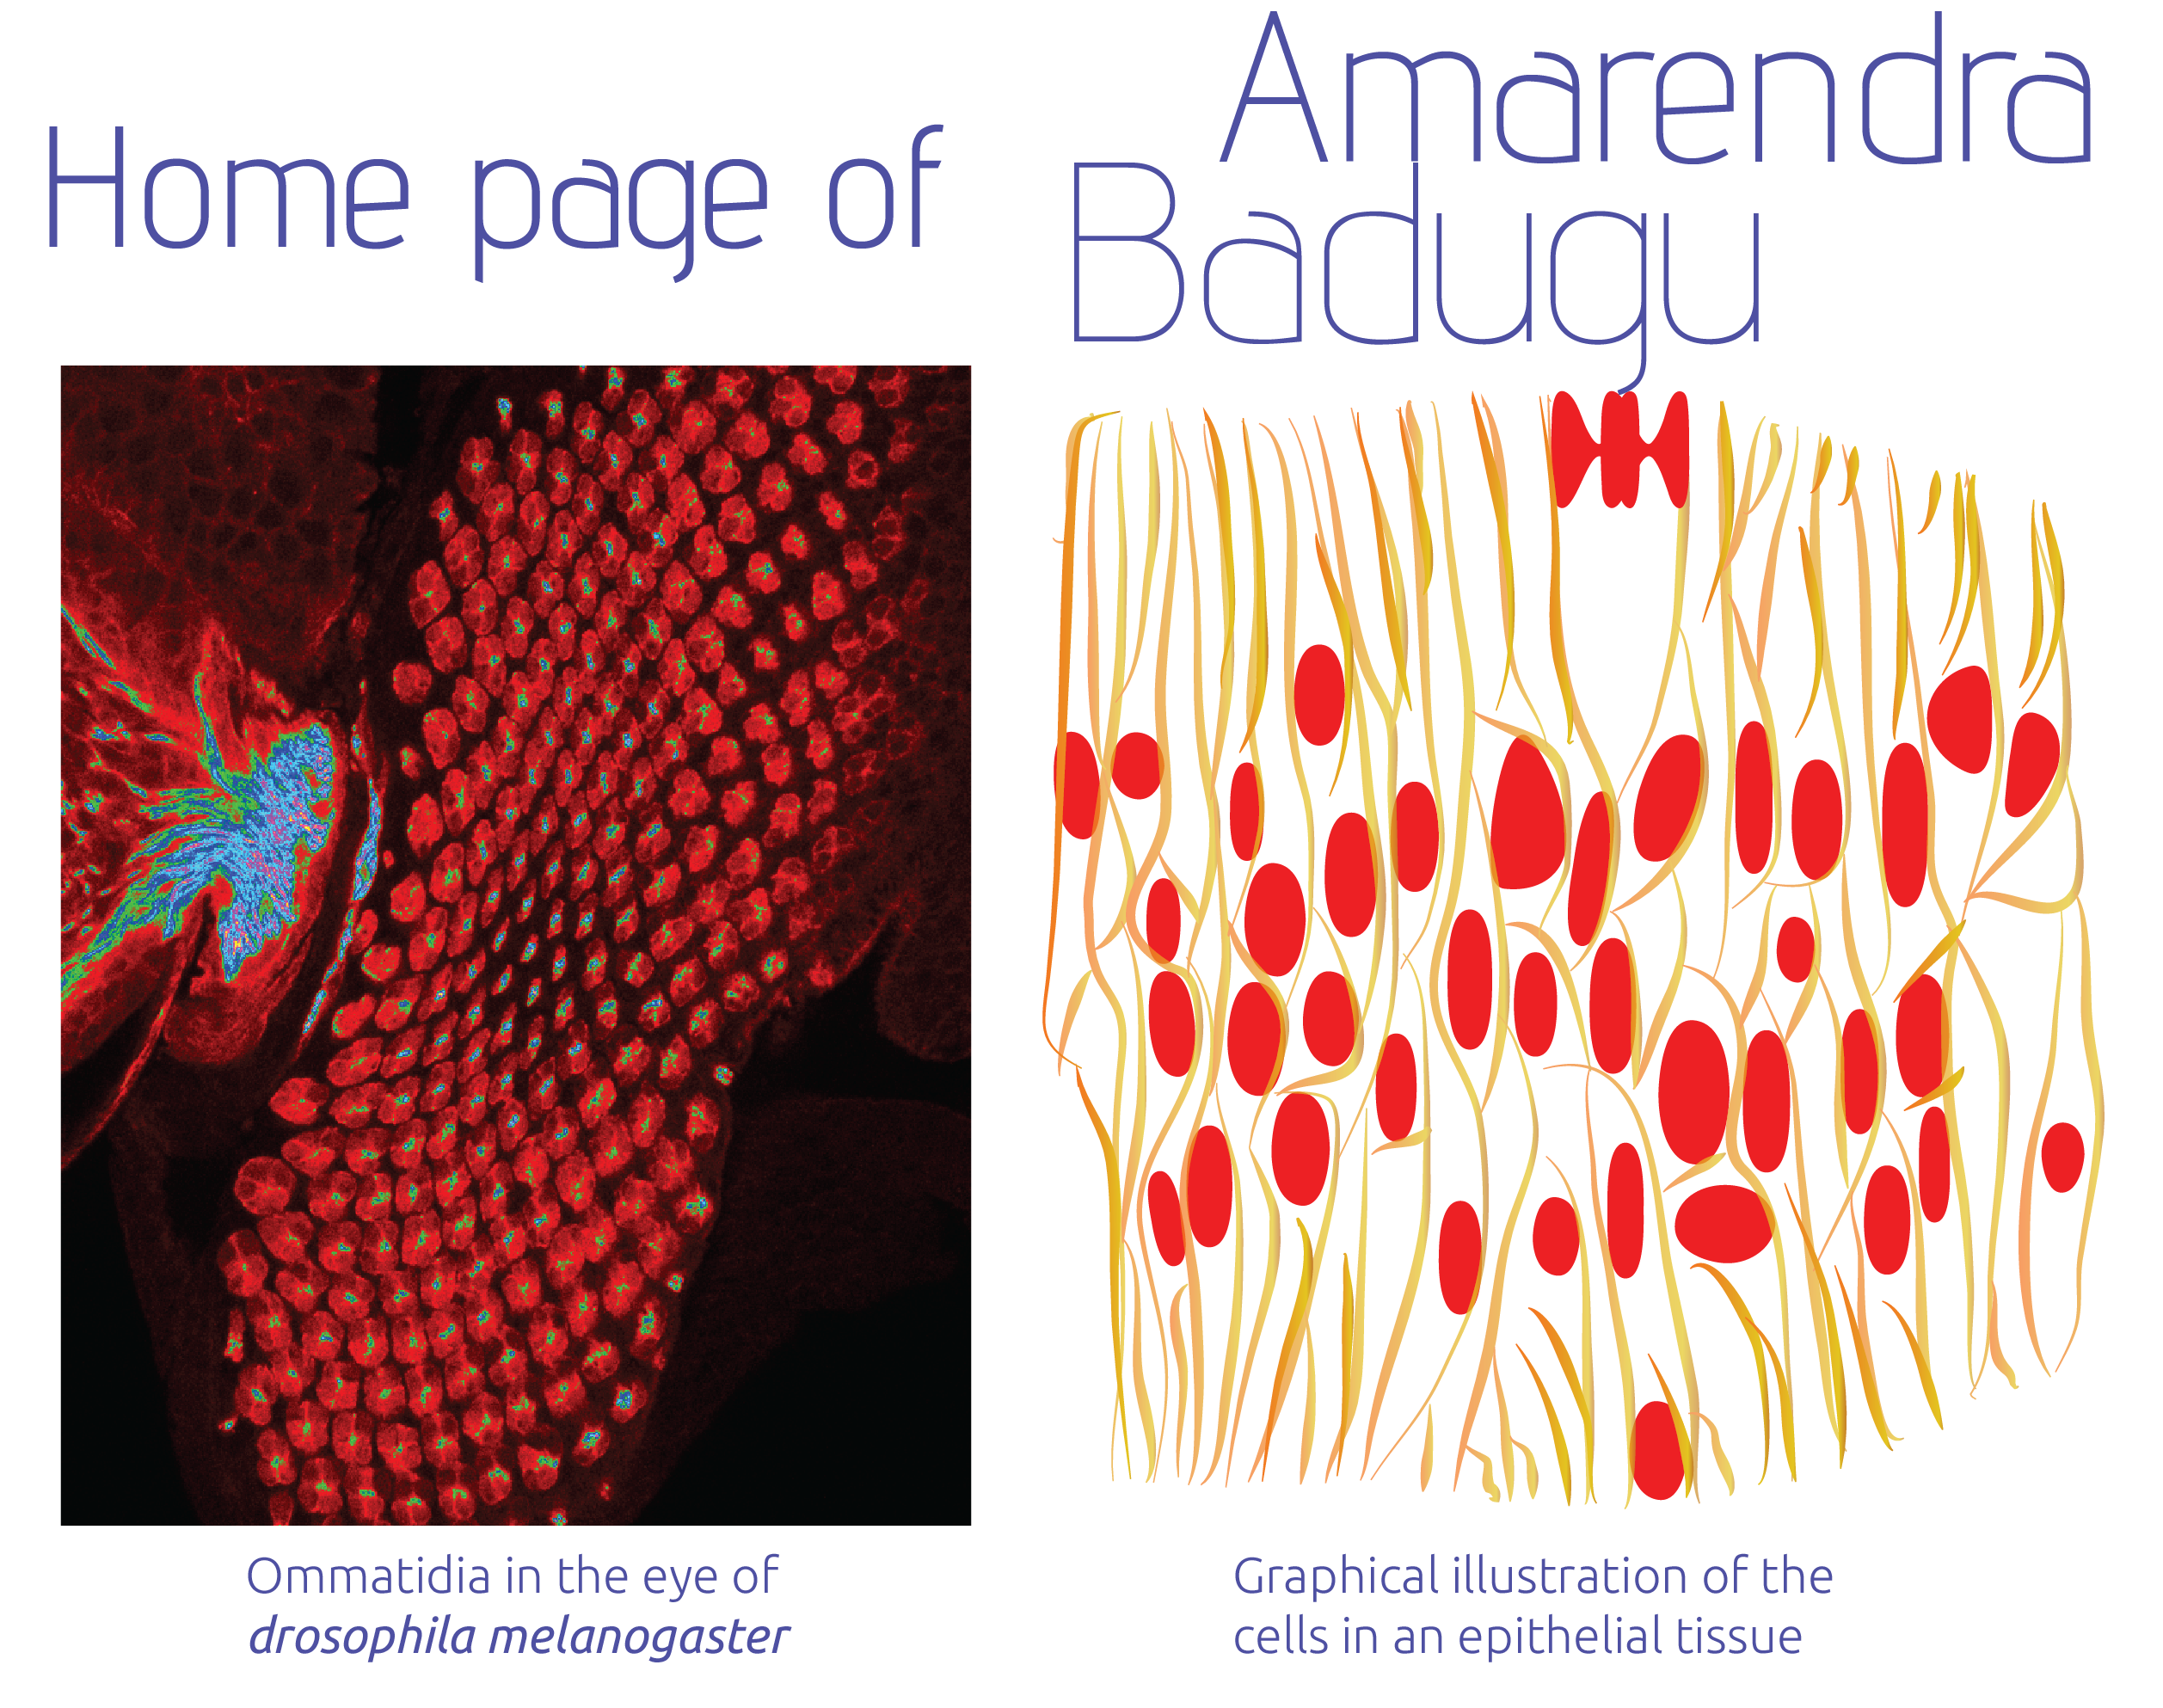 Home page of
Amarendra
Badugu
Ommatidia in the eye of
drosophila melanogaster
Graphical illustration of the
cells in an epithelial tissue